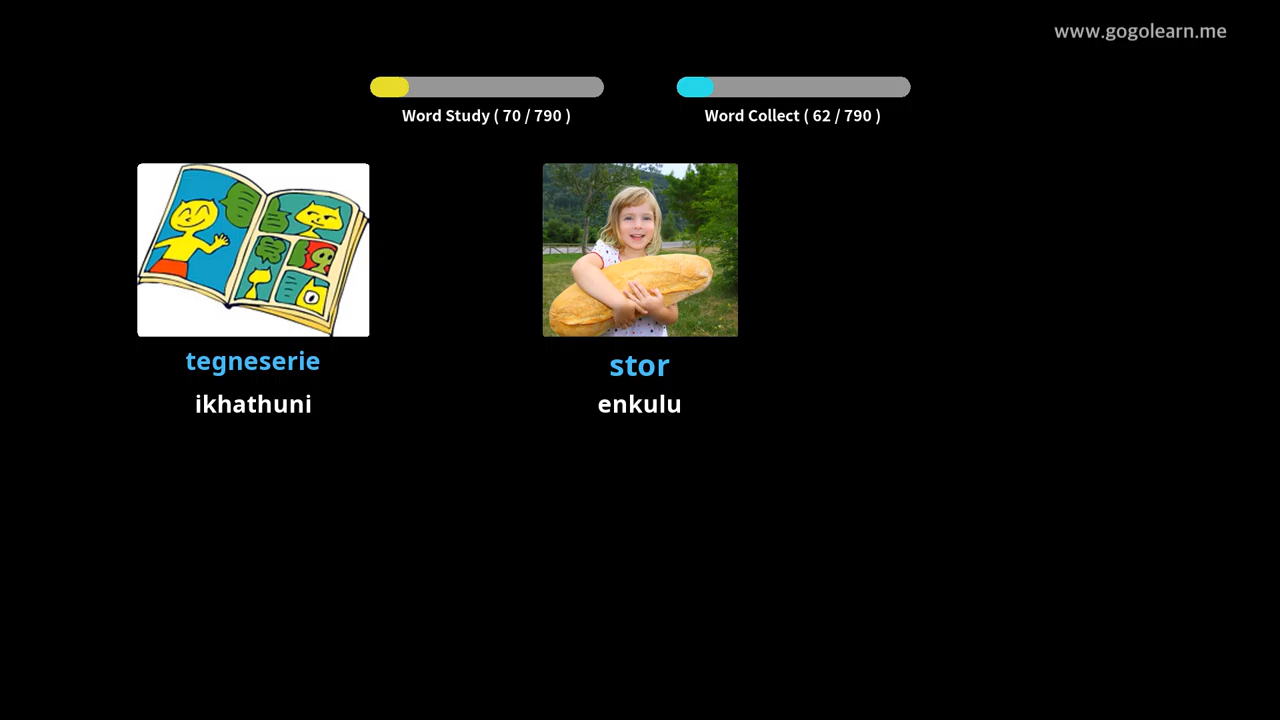 www.gogolearn.me
Word Study ( 70 / 790 )
Word Collect ( 62 / 790 )
tegneserie
ikhathuni
stor
enkulu